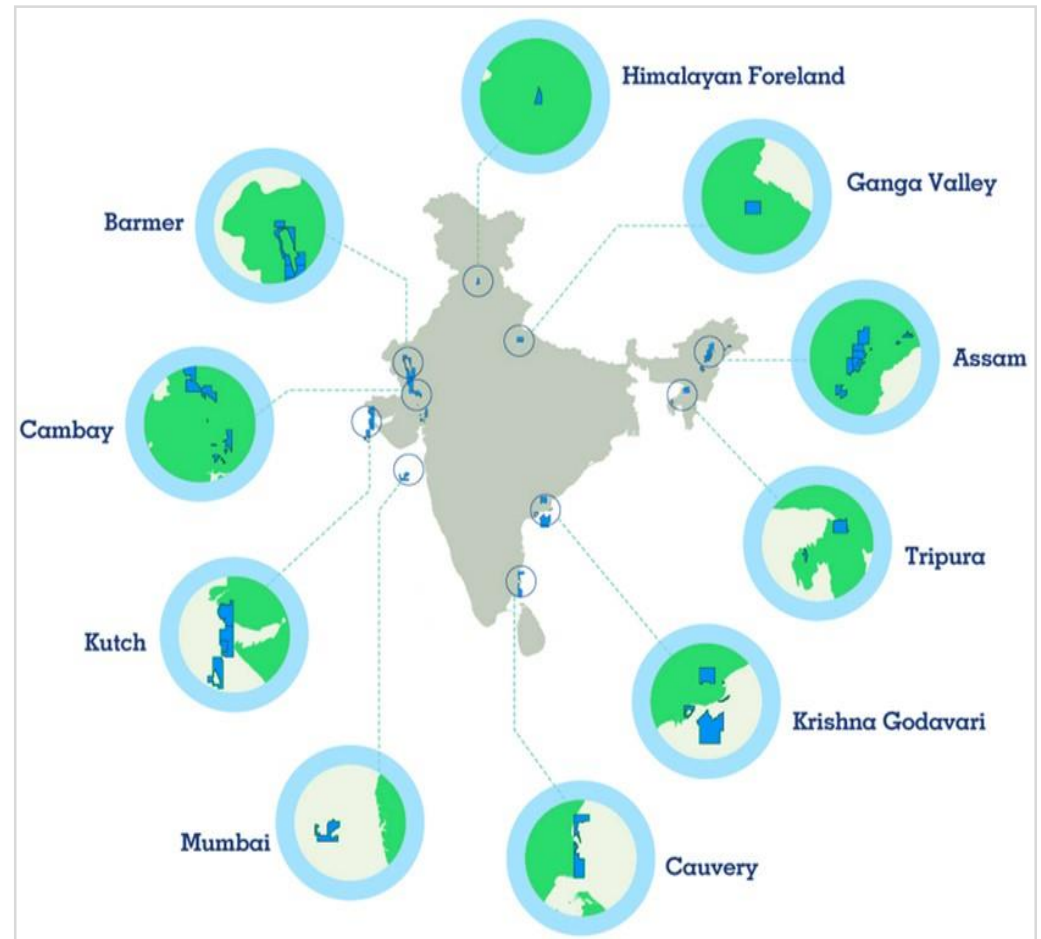 Himalayan Foreland
Ganga Valley
Barmer
Assam
Cambay
Tripura
Kutch
Krishna Godavari
Mumbai
Cauvery